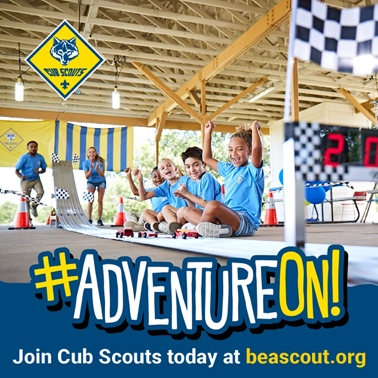 CUB SCOUTS
#ADVENTUREON!
Join Cub Scouts today at beascout.org